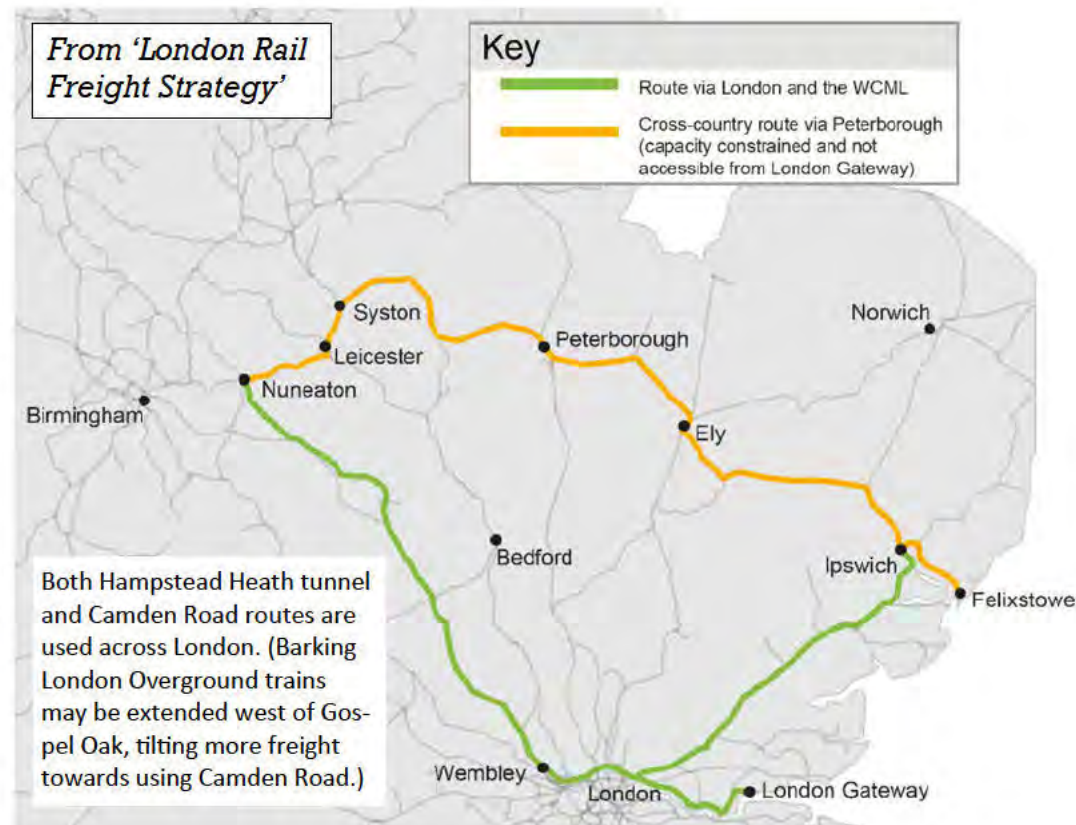 From ‘London Rail
Freight Strategy’
Key
Route via London and the WCML
Cross-country route via Peterborough
(capacity constrained and not
accessible from London Gateway)
Syston
Norwich
Leicester
Peterborough
Nuneaton
Birmingham
Ely
Bedford
Ipswich
Felixstowe
Both Hampstead Heath tunnel
and Camden Road routes are
used across London. (Barking
London Overground trains
may be extended west of Gos-
pel Oak, tilting more freight
towards using Camden Road.)
Wembley
London
London Gateway